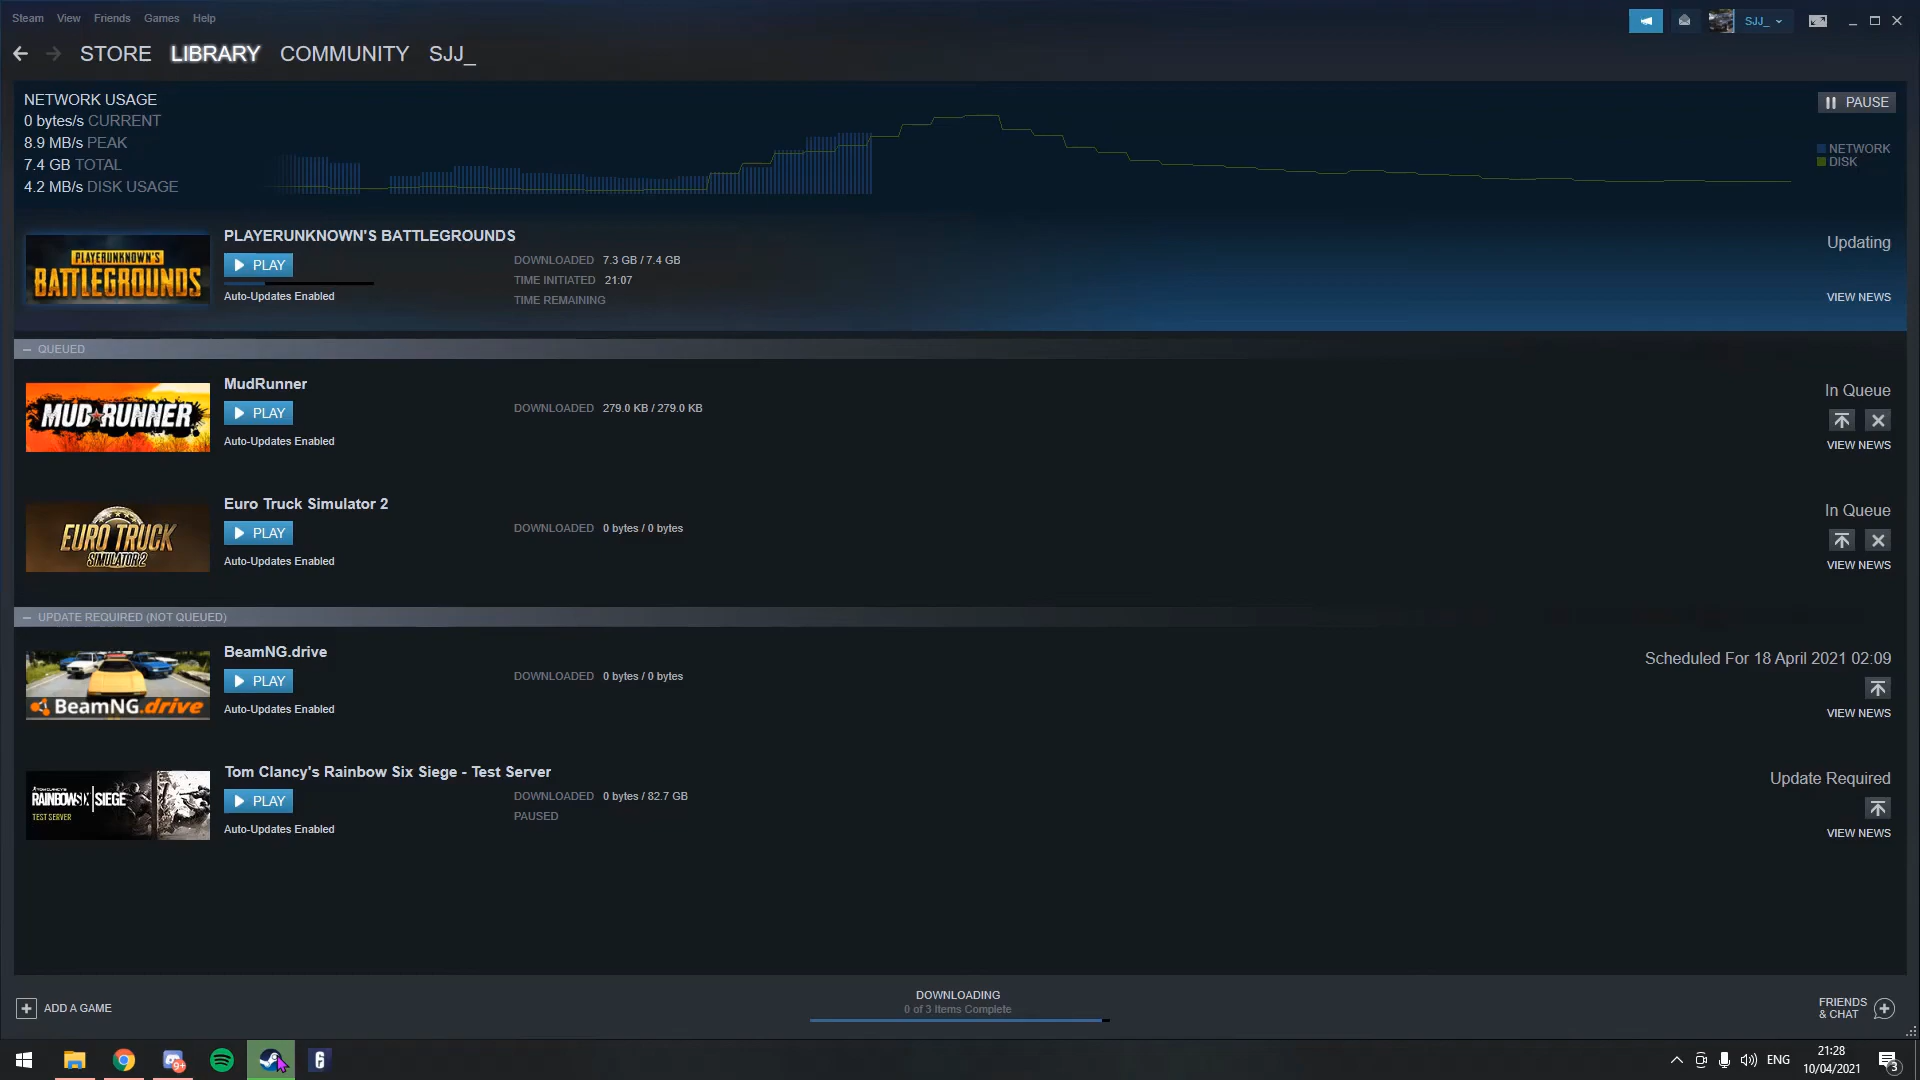 Steam View Friends Games Help
SJJ_
STORE LIBRARY COMMUNITY SJJ_
NETWORK USAGE
0 bytes/s CURRENT
8.9 MB/s PEAK
7.4 GB TOTAL
4.2 MB/s DISK USAGE
PAUSE
NETWORK
DISK
PLAYERUNKNOWN'S BATTLEGROUNDS
PLAYERUNKNOWN'S
BATTLEGROUNDS
PLAY
Auto-Updates Enabled
DOWNLOADED 7.3 GB / 7.4 GB
TIME INITIATED 21:07
TIME REMAINING
Updating
VIEW NEWS
QUEUED
MudRunner
MUD RUNNER
PLAY
Auto-Updates Enabled
DOWNLOADED 279.0 KB / 279.0 KB
In Queue
VIEW NEWS
Euro Truck Simulator 2
EURO TRUCK
SIMULATOR 2
PLAY
Auto-Updates Enabled
DOWNLOADED 0 bytes / 0 bytes
In Queue
VIEW NEWS
UPDATE REQUIRED (NOT QUEUED)
BeamNG.drive
BeamNG.drive
PLAY
Auto-Updates Enabled
DOWNLOADED 0 bytes / 0 bytes
Scheduled For 18 April 2021 02:09
VIEW NEWS
Tom Clancy's Rainbow Six Siege - Test Server
TOM CLANCY'S
RAINBOW SIX SIEGE
TEST SERVER
PLAY
Auto-Updates Enabled
DOWNLOADED 0 bytes / 82.7 GB
PAUSED
Update Required
VIEW NEWS
ADD A GAME
DOWNLOADING
0 of 3 Items Complete
FRIENDS
& CHAT
9+
6
ENG
21:28
10/04/2021
3